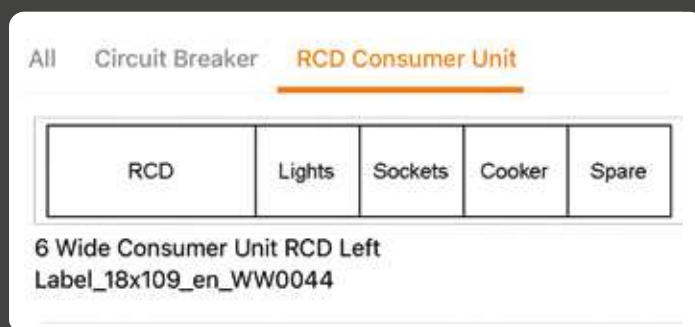 All Circuit Breaker RCD Consumer Unit
RCD Lights Sockets Cooker Spare
6 Wide Consumer Unit RCD Left
Label_18x109_en_WW0044